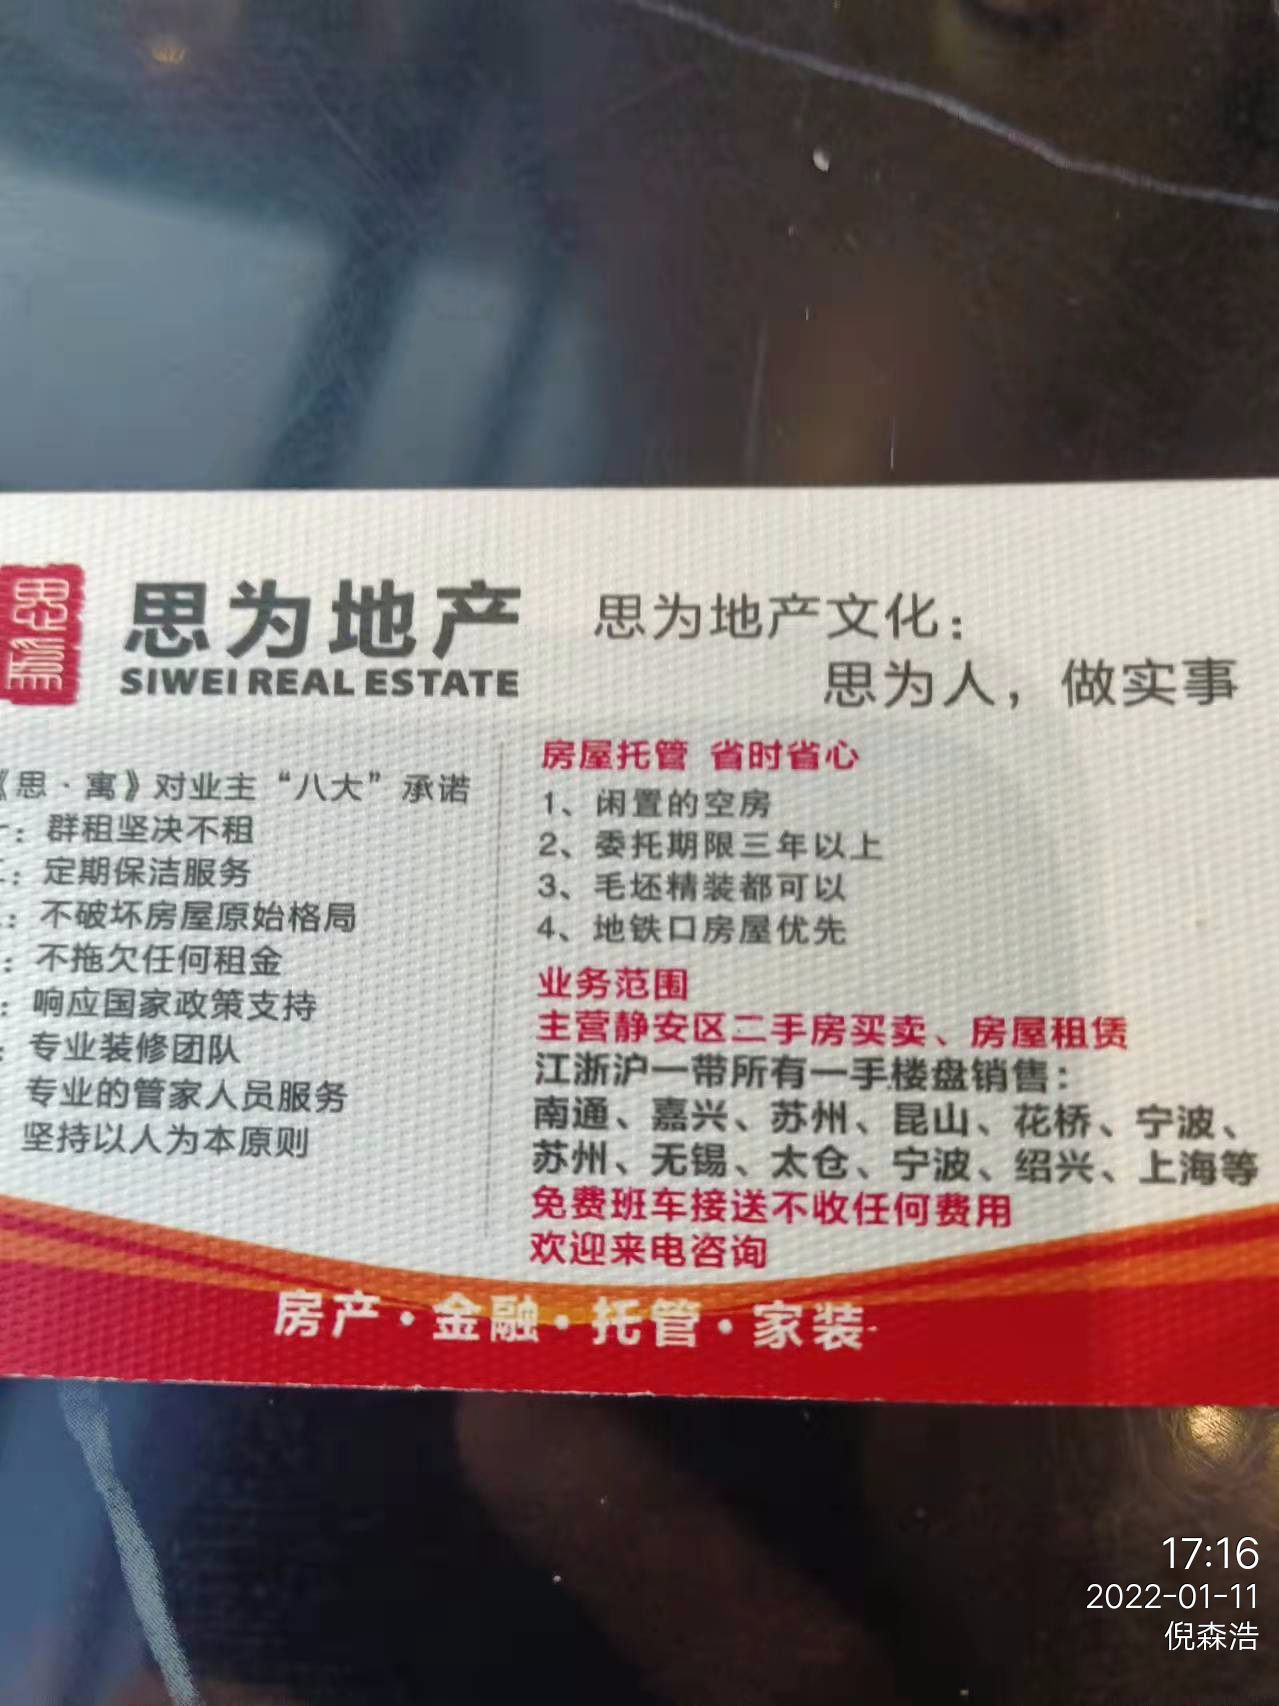 思为
思为地产
SIWEI REAL ESTATE
思为地产文化：
思为人，做实事
《思·寓》对业主“八大”承诺
：群租坚决不租
：定期保洁服务
：不破坏房屋原始格局
：不拖欠任何租金
：响应国家政策支持
：专业装修团队
专业的管家人员服务
坚持以人为本原则
房屋托管 省时省心
1、闲置的空房
2、委托期限三年以上
3、毛坯精装都可以
4、地铁口房屋优先
业务范围
主营静安区二手房买卖、房屋租赁
江浙沪一带所有一手楼盘销售：
南通、嘉兴、苏州、昆山、花桥、宁波、
苏州、无锡、太仓、宁波、绍兴、上海等
免费班车接送不收任何费用
欢迎来电咨询
房产·金融·托管·家装
17:16
2022-01-11
倪森浩